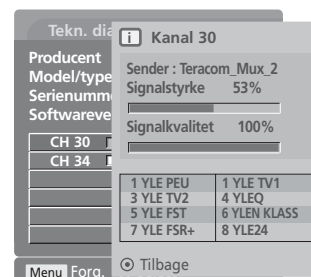 Tekn. dia
Producent
Model/type
Serienumm
Softwareve
CH 30
CH 34
Menu Forg.
i Kanal 30
Sender : Teracom_Mux_2
Signalstyrke 53%
Signalkvalitet 100%
1 YLE PEU 1 YLE TV1
3 YLE TV2 4 YLEQ
5 YLE FST 6 YLEN KLASS
7 YLE FSR+ 8 YLE24
Tilbage